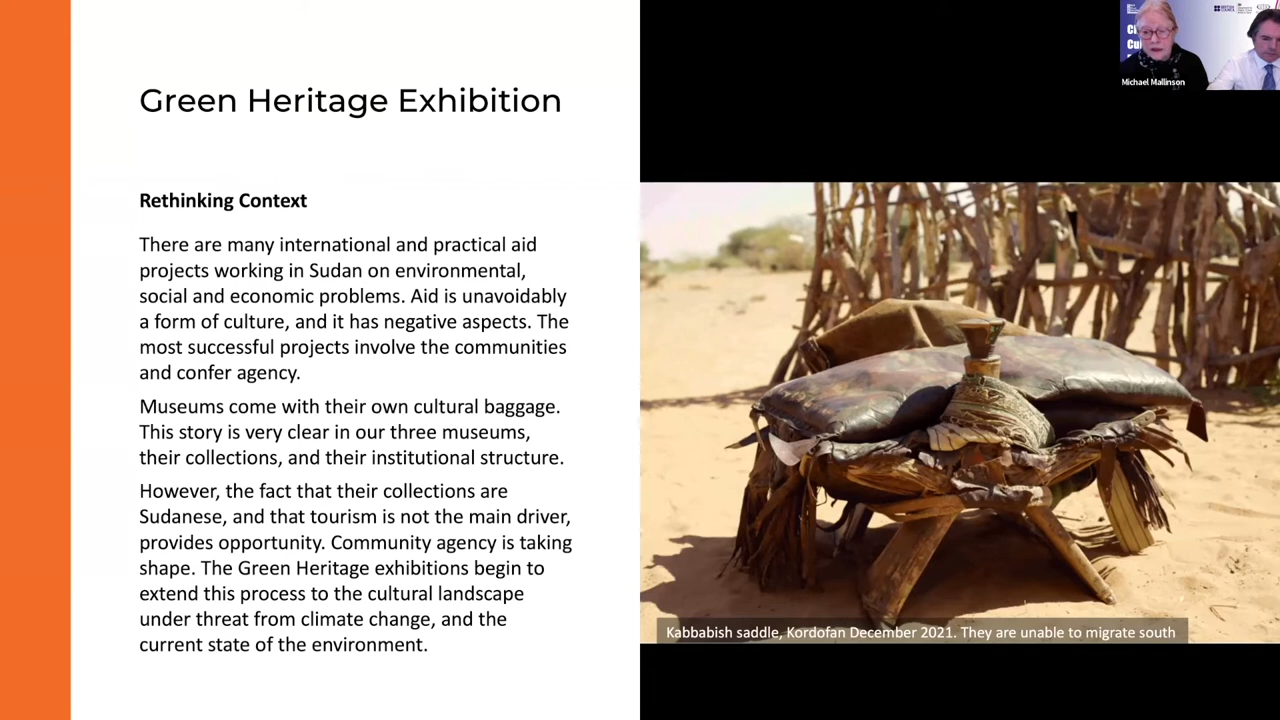 Green Heritage Exhibition
Rethinking Context
There are many international and practical aid
projects working in Sudan on environmental,
social and economic problems. Aid is unavoidably
a form of culture, and it has negative aspects. The
most successful projects involve the communities
and confer agency.
Museums come with their own cultural baggage.
This story is very clear in our three museums,
their collections, and their institutional structure.
However, the fact that their collections are
Sudanese, and that tourism is not the main driver,
provides opportunity. Community agency is taking
shape. The Green Heritage exhibitions begin to
extend this process to the cultural landscape
under threat from climate change, and the
current state of the environment.
Michael Mallinson
Kabbabish saddle, Kordofan December 2021. They are unable to migrate south